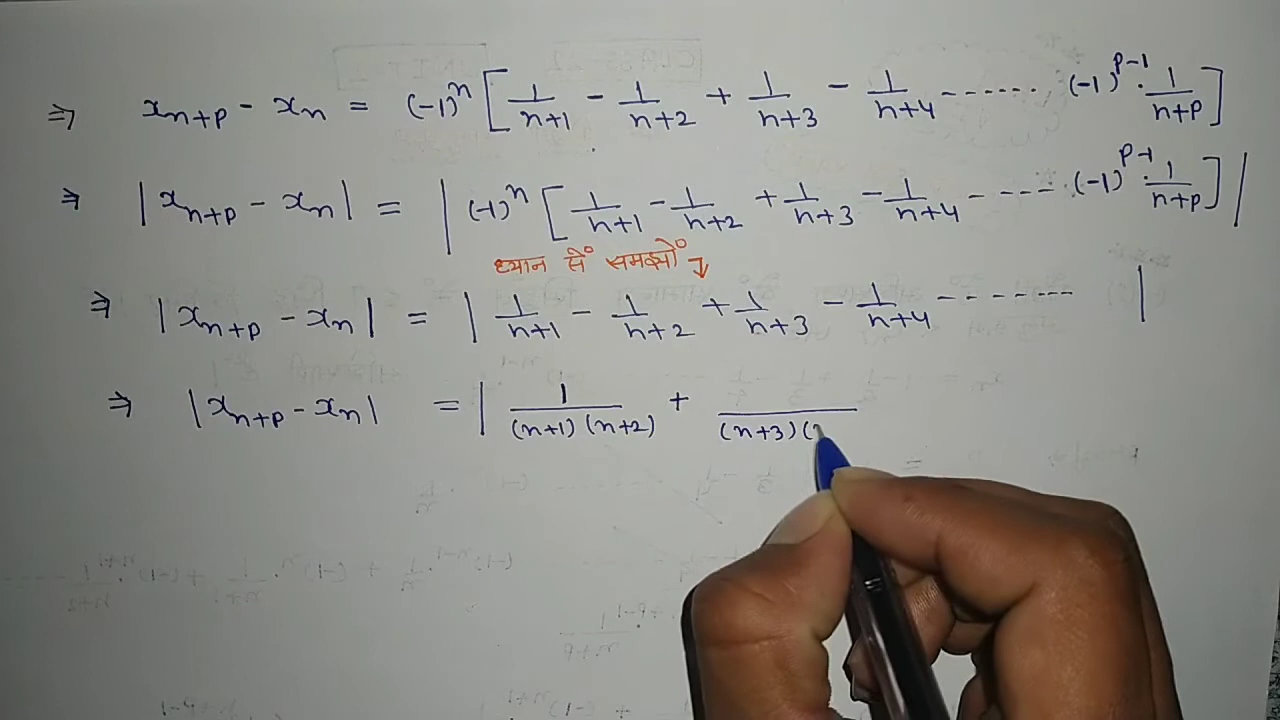 ⇒ x_{n+p} - x_n = (-1)^n [ 1/(n+1) - 1/(n+2) + 1/(n+3) - 1/(n+4) ------ (-1)^{p-1} · 1/(n+p) ]
⇒ |x_{n+p} - x_n| = | (-1)^n [ 1/(n+1) - 1/(n+2) + 1/(n+3) - 1/(n+4) ----- (-1)^{p-1} · 1/(n+p) ] |
ध्यान से॰ समझो॰ ↓
⇒ |x_{n+p} - x_n| = | 1/(n+1) - 1/(n+2) + 1/(n+3) - 1/(n+4) ------- |
⇒ |x_{n+p} - x_n| = | 1/((n+1)(n+2)) + /(n+3)(